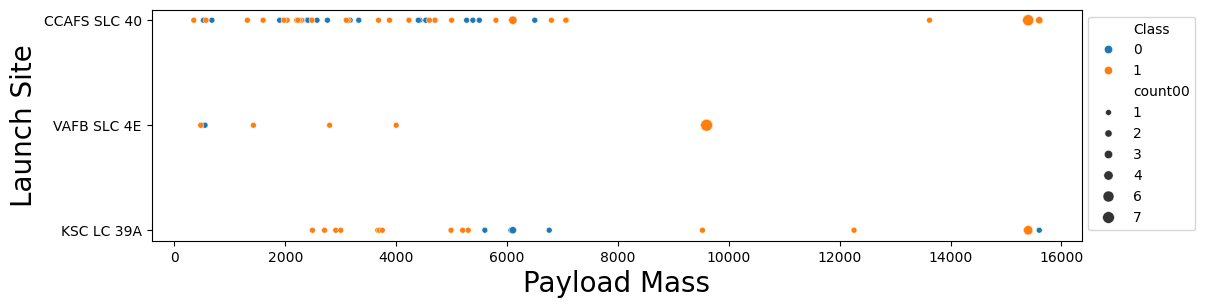 CCAFS SLC 40
VAFB SLC 4E
KSC LC 39A
Launch Site
0 2000 4000 6000 8000 10000 12000 14000 16000
Payload Mass
Class
0
1
count00
1
2
3
4
6
7